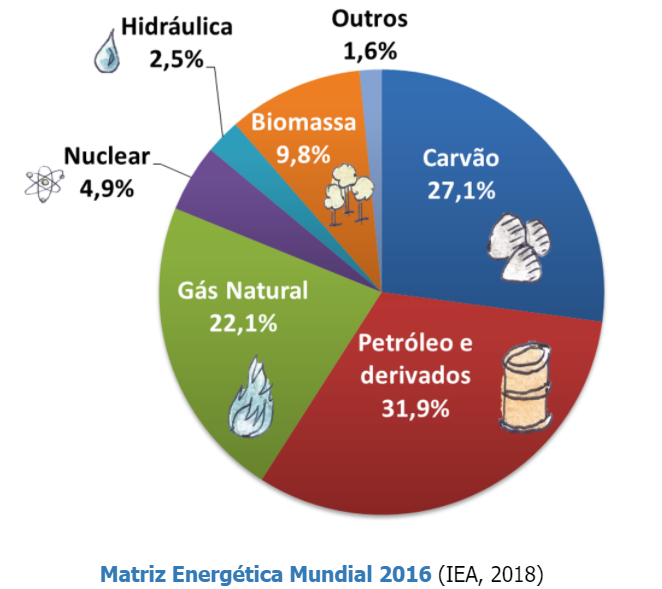 Outros
1,6%
Hidráulica
2,5%
Biomassa
9,8%
Nuclear
4,9%
Carvão
27,1%
Gás Natural
22,1%
Petróleo e
derivados
31,9%
Matriz Energética Mundial 2016 (IEA, 2018)